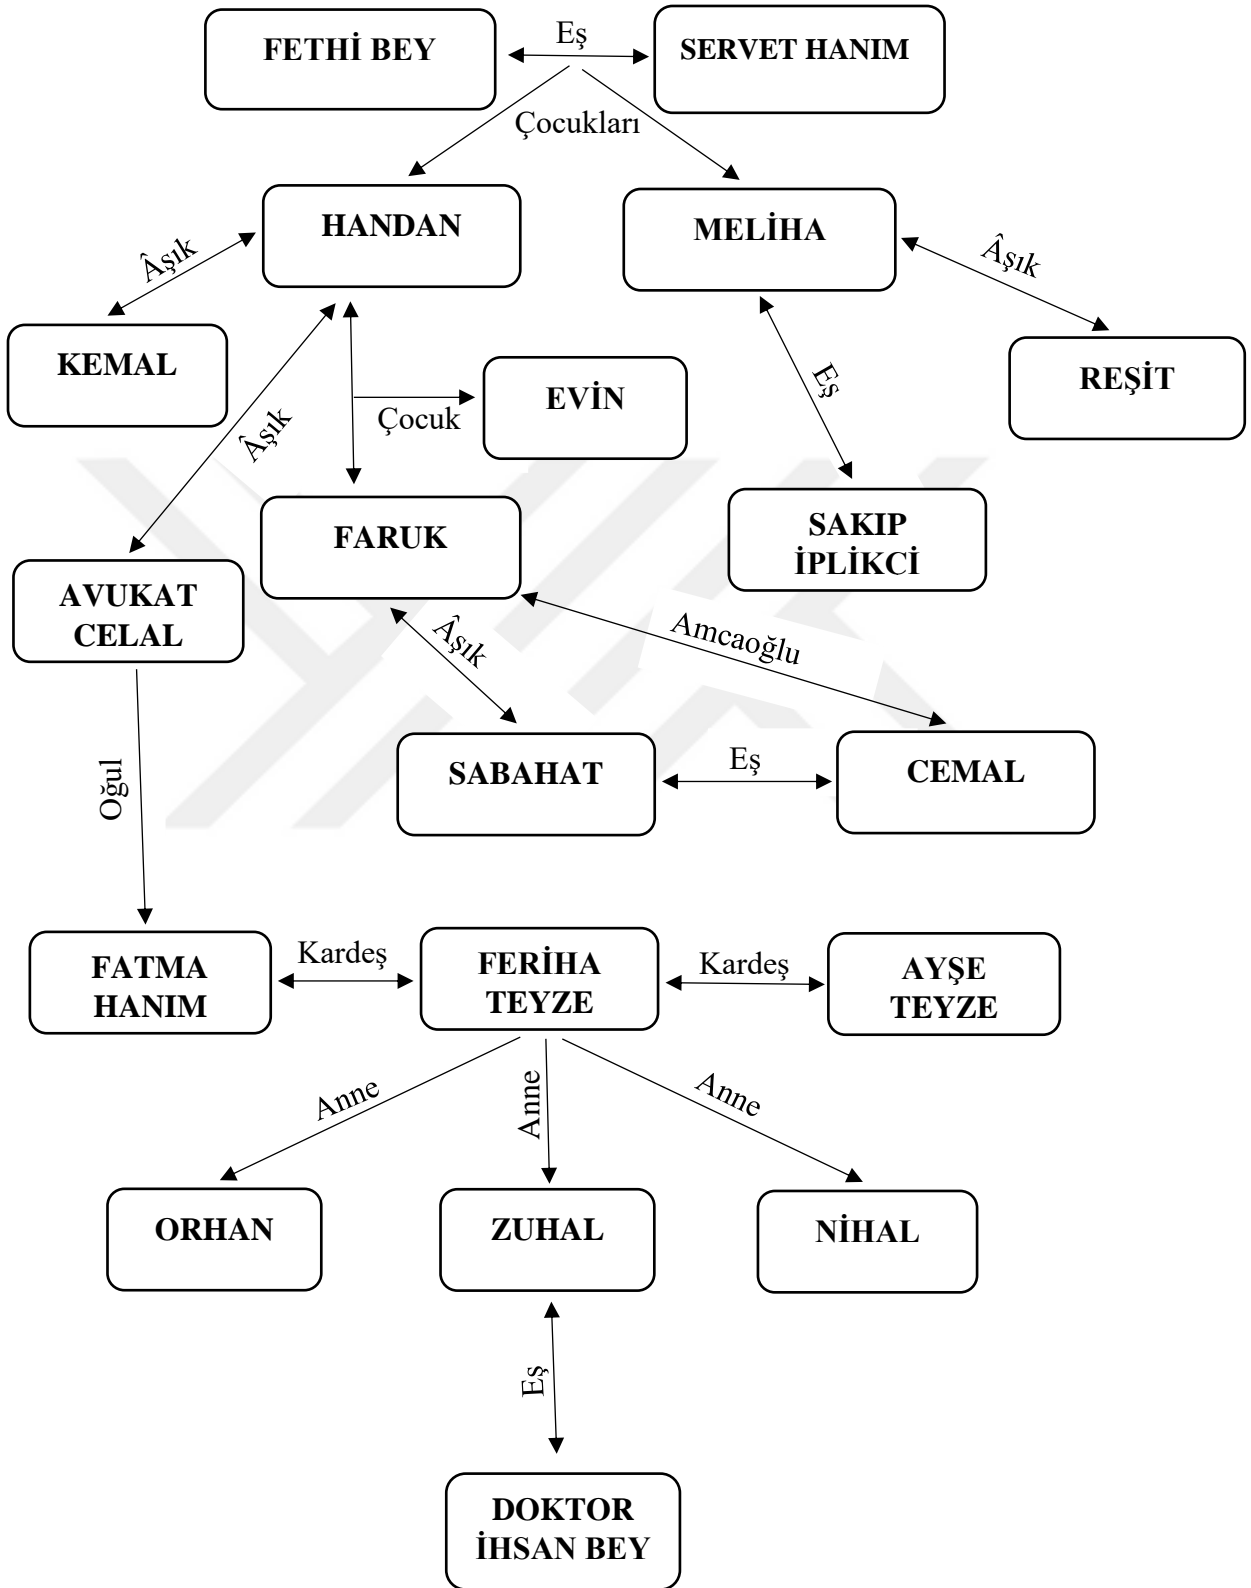 FETHİ BEY
Eş
SERVET HANIM
Çocukları
HANDAN
MELİHA
Âşık
Âşık
KEMAL
REŞİT
EVİN
Çocuk
Eş
Âşık
FARUK
SAKIP
İPLİKCİ
AVUKAT
CELAL
Âşık
Amcaoğlu
Oğul
SABAHAT
Eş
CEMAL
FATMA
HANIM
Kardeş
FERİHA
TEYZE
Kardeş
AYŞE
TEYZE
Anne
Anne
Anne
ORHAN
ZUHAL
NİHAL
Eş
DOKTOR
İHSAN BEY